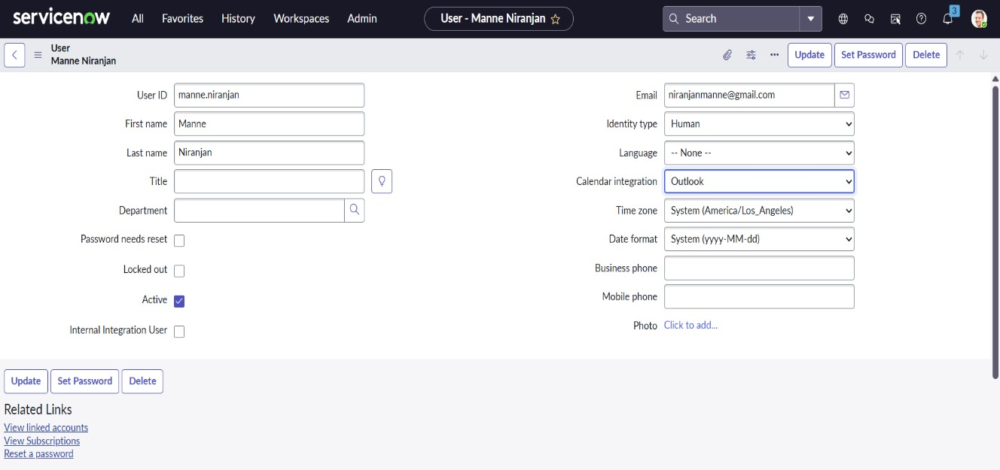 servicenow All Favorites History Workspaces Admin User - Manne Niranjan Search 3
User
Manne Niranjan
Update Set Password Delete
User ID manne.niranjan
First name Manne
Last name Niranjan
Title
Department
Password needs reset
Locked out
Active
Internal Integration User
Email niranjanmanne@gmail.com
Identity type Human
Language -- None --
Calendar integration Outlook
Time zone System (America/Los_Angeles)
Date format System (yyyy-MM-dd)
Business phone
Mobile phone
Photo Click to add...
Update Set Password Delete
Related Links
View linked accounts
View Subscriptions
Reset a password